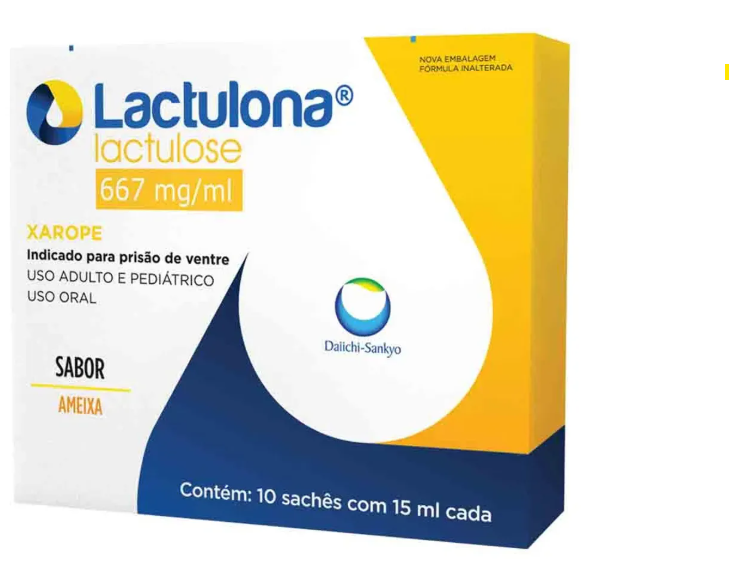 NOVA EMBALAGEM
FÓRMULA INALTERADA
Lactulona®
lactulose
667 mg/ml
XAROPE
Indicado para prisão de ventre
USO ADULTO E PEDIÁTRICO
USO ORAL
Daiichi-Sankyo
SABOR
AMEIXA
Contém: 10 sachês com 15 ml cada